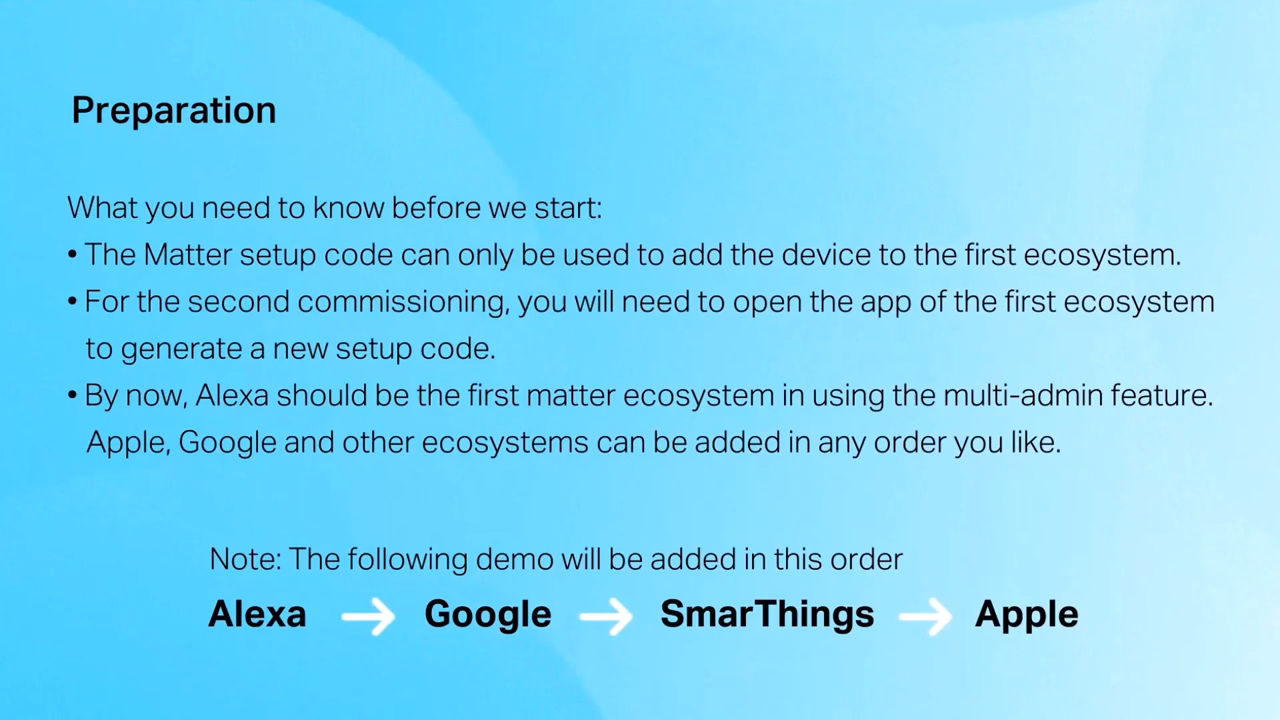 Preparation
What you need to know before we start:
• The Matter setup code can only be used to add the device to the first ecosystem.
• For the second commissioning, you will need to open the app of the first ecosystem
to generate a new setup code.
• By now, Alexa should be the first matter ecosystem in using the multi-admin feature.
Apple, Google and other ecosystems can be added in any order you like.
Note: The following demo will be added in this order
Alexa → Google → SmarThings → Apple